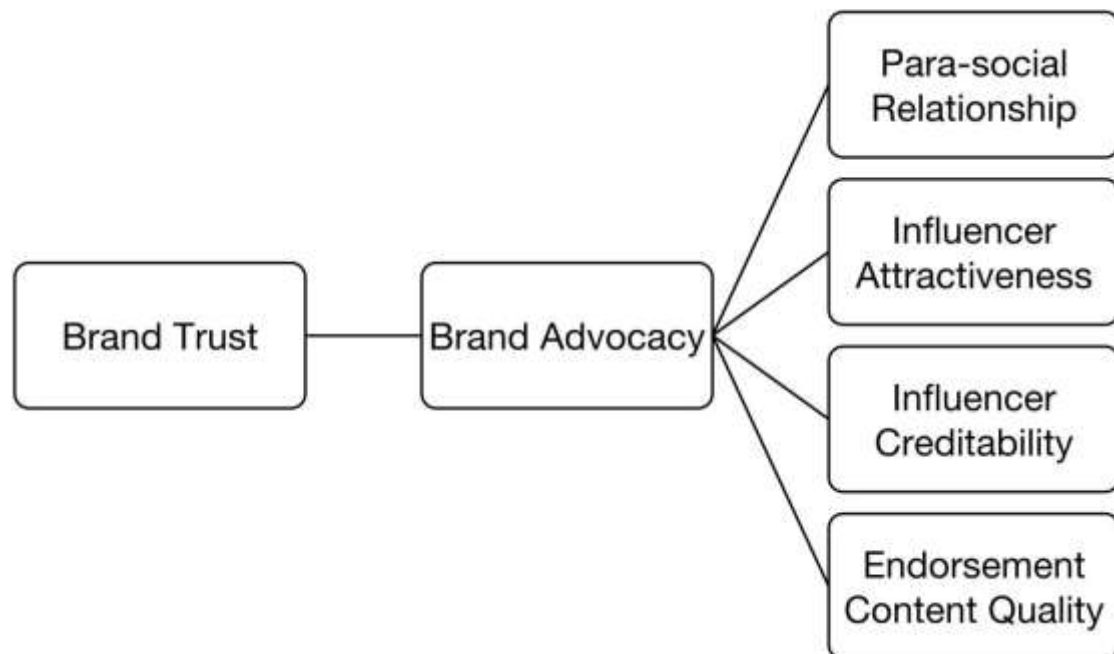 Brand Trust
Brand Advocacy
Para-social
Relationship
Influencer
Attractiveness
Influencer
Creditability
Endorsement
Content Quality